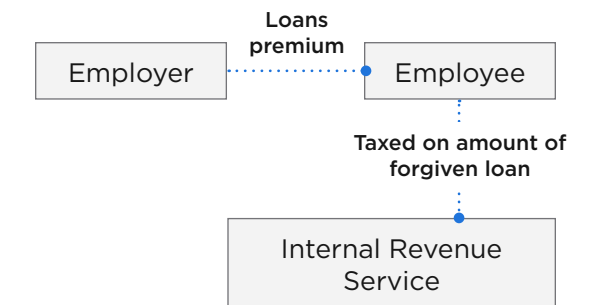 Loans
premium
Employer
Employee
Taxed on amount of
forgiven loan
Internal Revenue
Service